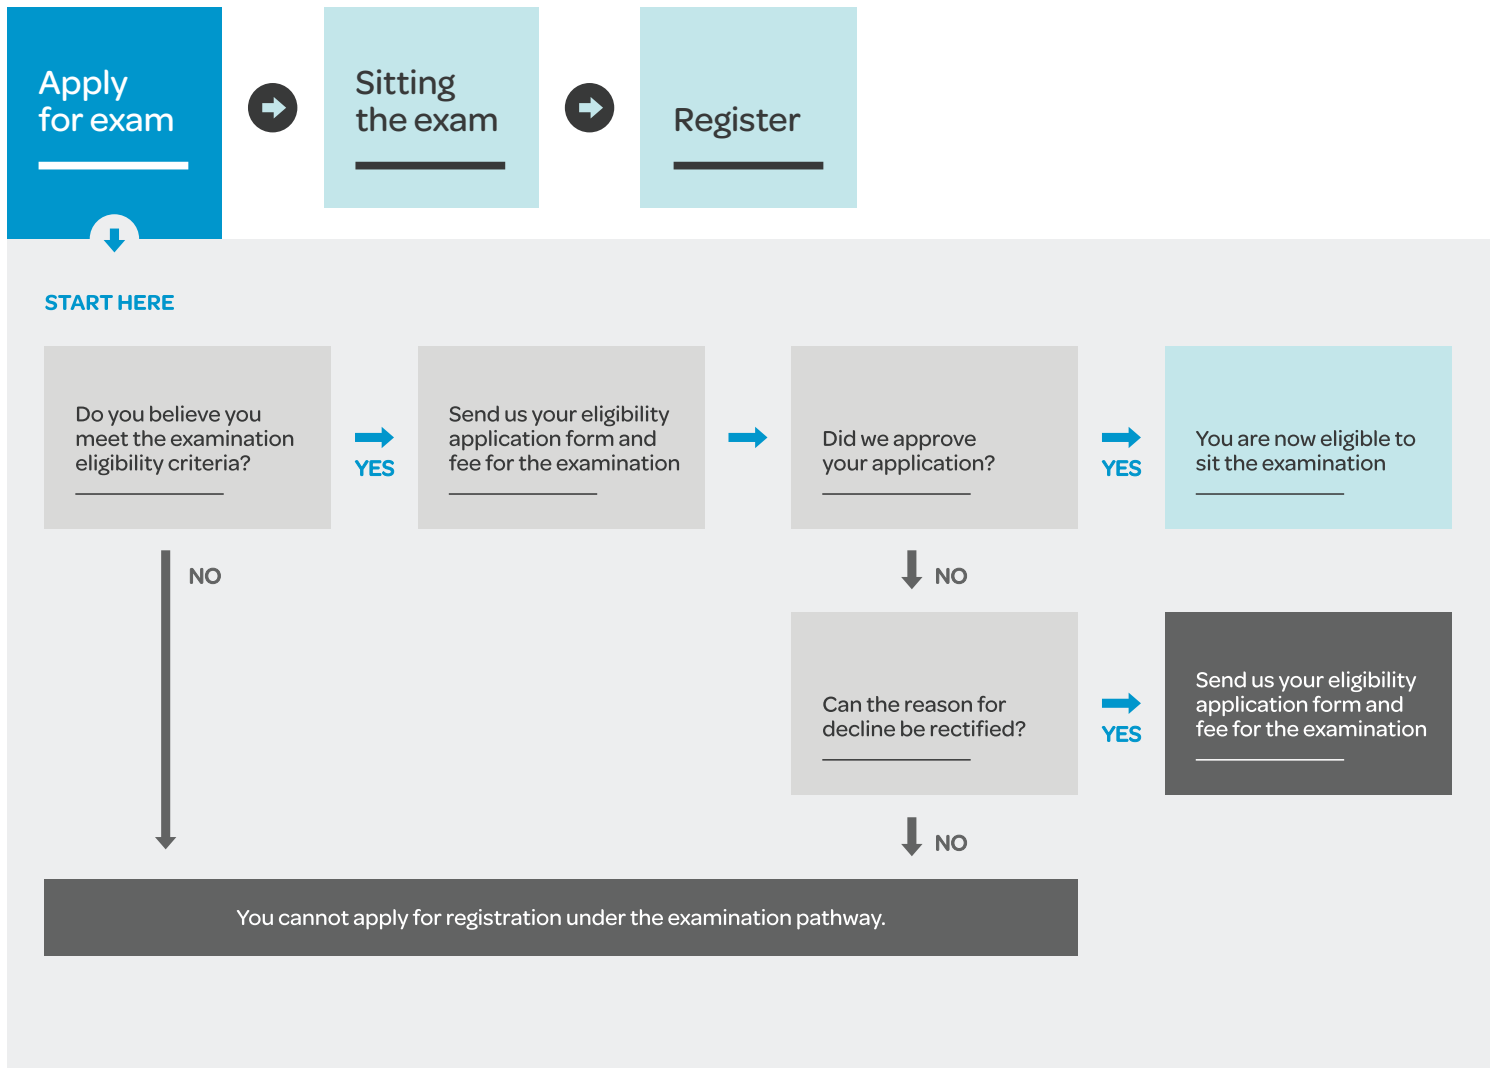 Apply
for exam
Sitting
the exam
Register
START HERE
Do you believe you
meet the examination
eligibility criteria?
YES
Send us your eligibility
application form and
fee for the examination
Did we approve
your application?
YES
You are now eligible to
sit the examination
NO
NO
Can the reason for
decline be rectified?
YES
Send us your eligibility
application form and
fee for the examination
NO
You cannot apply for registration under the examination pathway.